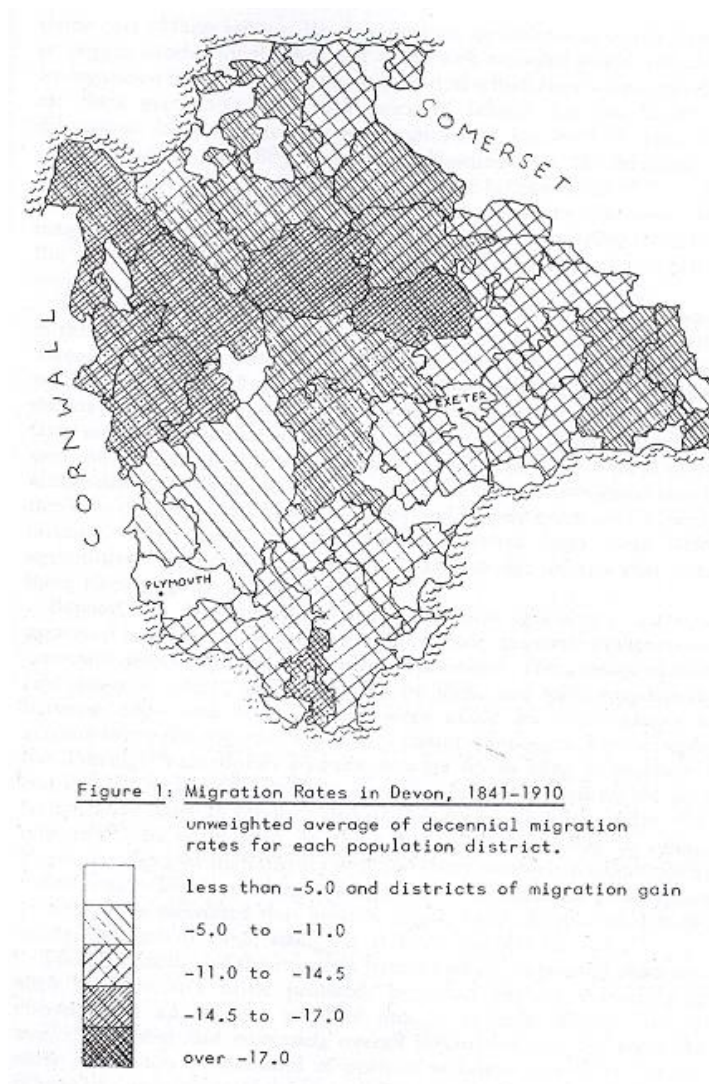 SOMERSET
CORNWALL
EXETER
PLYMOUTH
Figure 1: Migration Rates in Devon, 1841-1910
unweighted average of decennial migration
rates for each population district.
less than -5.0 and districts of migration gain
-5.0 to -11.0
-11.0 to -14.5
-14.5 to -17.0
over -17.0